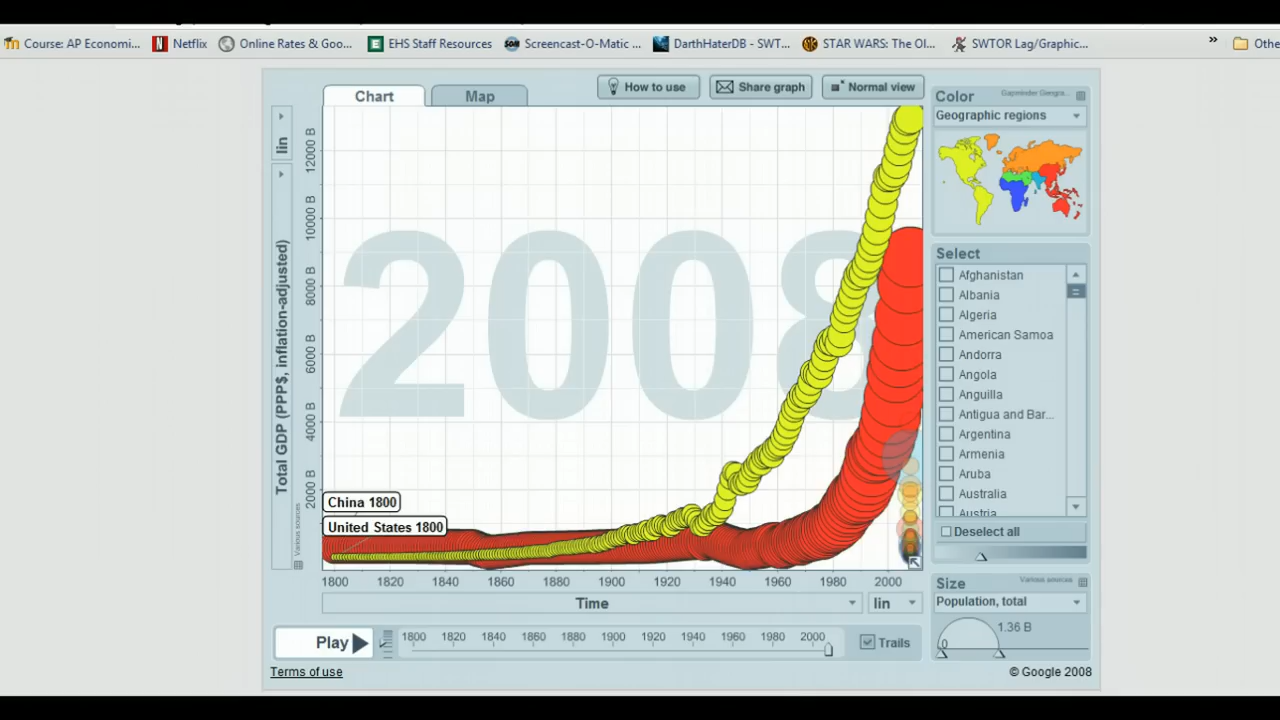 Course: AP Economi... Netflix Online Rates & Goo... EHS Staff Resources Screencast-O-Matic ... DarthHaterDB - SWT... STAR WARS: The Ol... SWTOR Lag/Graphic... » Othe
Chart Map How to use Share graph Normal view
lin
Total GDP (PPP$, inflation-adjusted)
Various sources
12000 B
10000 B
8000 B
6000 B
4000 B
2000 B
2008
China 1800
United States 1800
1800 1820 1840 1860 1880 1900 1920 1940 1960 1980 2000
Time lin
Play 1800 1820 1840 1860 1880 1900 1920 1940 1960 1980 2000 Trails
Terms of use
Color
Geographic regions
Select
Afghanistan
Albania
Algeria
American Samoa
Andorra
Angola
Anguilla
Antigua and Bar...
Argentina
Armenia
Aruba
Australia
Austria
Deselect all
Size Various sources
Population, total
1.36 B
0
© Google 2008